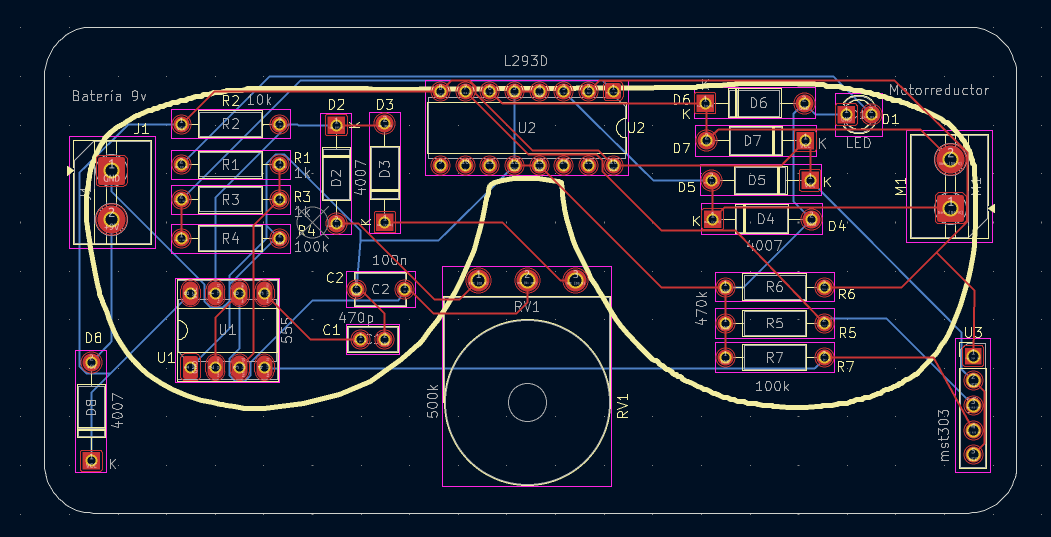 L293D
Batería 9v
Motorreductor
R2
10k
D2
D3
D6
K
D6
K
D1
LED
J1
R2
K
U2
U2
D7
D7
K
R1
R1
1k
D2
D3
4007
D5
D5
K
M1
M1
GND
R3
R3
1k
K
K
D4
D4
4007
R4
R4
100k
100n
C2
C2
470k
R6
R6
RV1
470p
U1
555
C1
R5
R5
U3
D8
U1
R7
R7
100k
D8
4007
K
500k
RV1
mst303